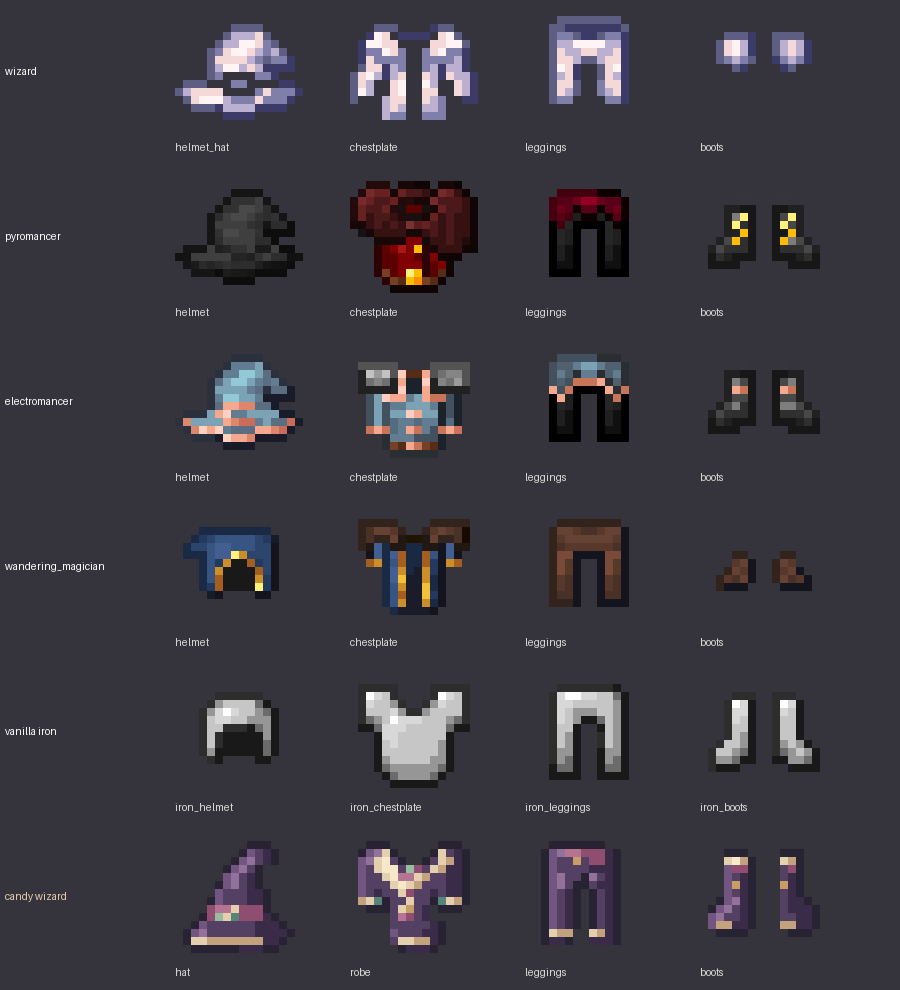 wizard
helmet_hat chestplate leggings boots
pyromancer
helmet chestplate leggings boots
electromancer
helmet chestplate leggings boots
wandering_magician
helmet chestplate leggings boots
vanilla iron
iron_helmet iron_chestplate iron_leggings iron_boots
candy wizard
hat robe leggings boots